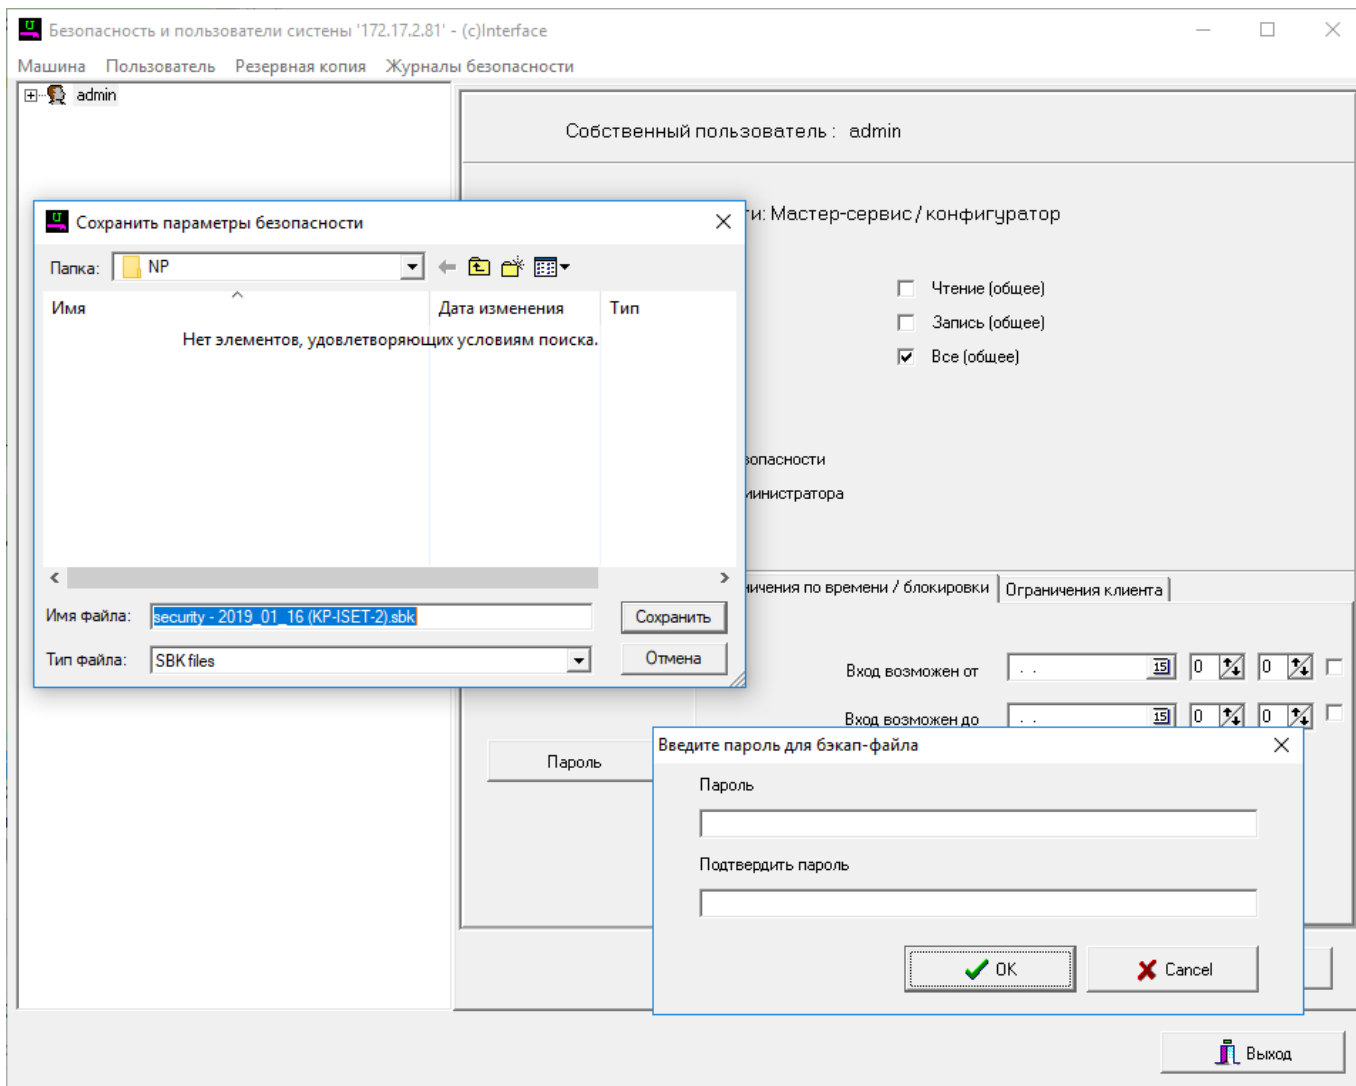 Безопасность и пользователи системы '172.17.2.81' - (c)Interface
Машина Пользователь Резервная копия Журналы безопасности
admin
Собственный пользователь : admin
ти: Мастер-сервис / конфигуратор
Чтение (общее)
Запись (общее)
Все (общее)
зопасности
министратора
Сохранить параметры безопасности
Папка: NP
Имя Дата изменения Тип
Нет элементов, удовлетворяющих условиям поиска.
Имя файла: security - 2019_01_16 (KP-ISET-2).sbk Сохранить
Тип файла: SBK files Отмена
ничения по времени / блокировки Ограничения клиента
Вход возможен от . . 15 0 0
Вход возможен до . . 15 0 0
Пароль
Введите пароль для бэкап-файла
Пароль
Подтвердить пароль
OK Cancel
Выход